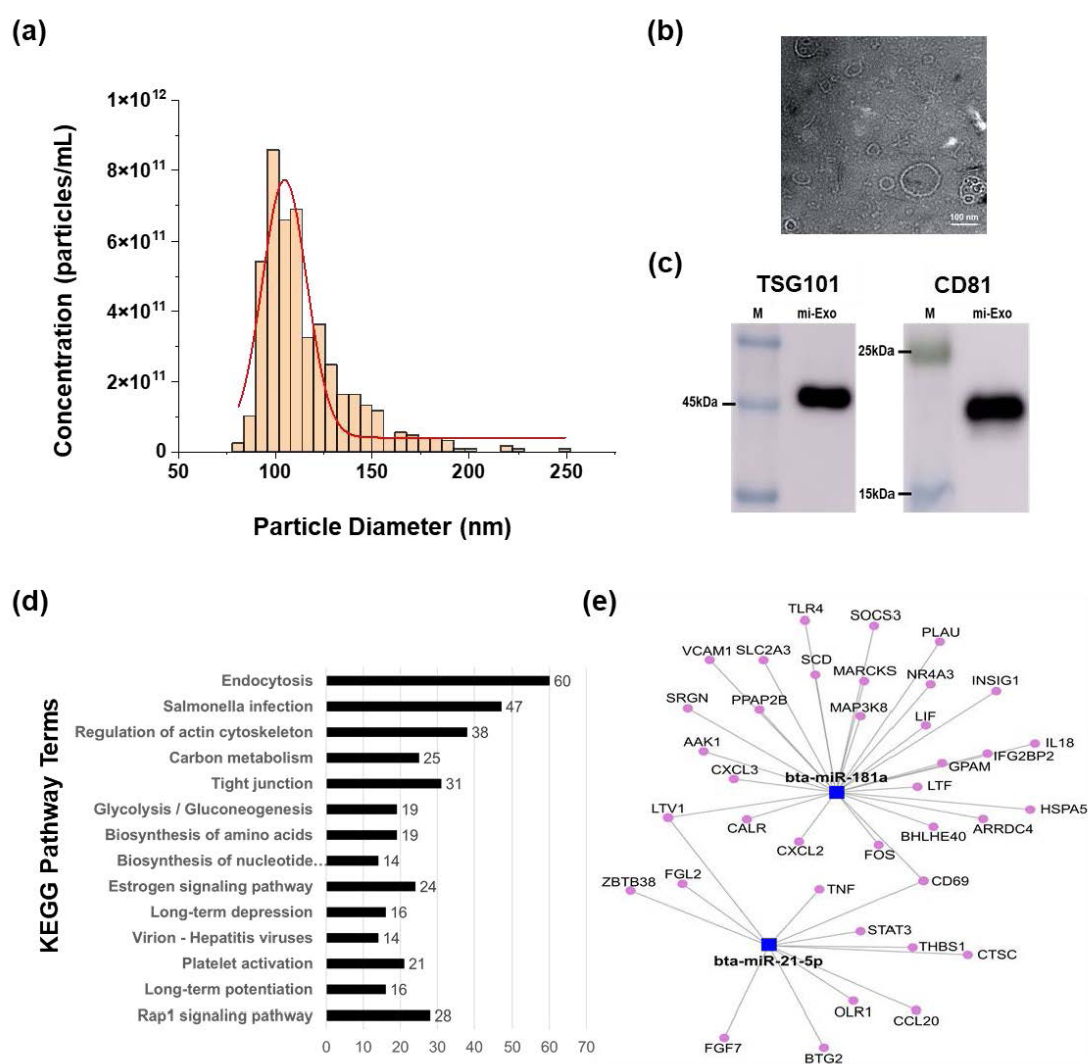 (a)
1×10¹²
8×10¹¹
6×10¹¹
4×10¹¹
2×10¹¹
0
50
100
150
200
250
Concentration (particles/mL)
Particle Diameter (nm)
(b)
100 nm
(c)
TSG101
CD81
M
mi-Exo
M
mi-Exo
45kDa
25kDa
15kDa
(d)
KEGG Pathway Terms
Endocytosis
60
Salmonella infection
47
Regulation of actin cytoskeleton
38
Carbon metabolism
25
Tight junction
31
Glycolysis / Gluconeogenesis
19
Biosynthesis of amino acids
19
Biosynthesis of nucleotide…
14
Estrogen signaling pathway
24
Long-term depression
16
Virion - Hepatitis viruses
14
Platelet activation
21
Long-term potentiation
16
Rap1 signaling pathway
28
0
10
20
30
40
50
60
70
(e)
TLR4
SOCS3
PLAU
VCAM1
SLC2A3
SCD
MARCKS
NR4A3
INSIG1
SRGN
PPAP2B
MAP3K8
LIF
IL18
AAK1
IFG2BP2
CXCL3
bta-miR-181a
GPAM
LTF
LTV1
CALR
HSPA5
ARRDC4
BHLHE40
CXCL2
FOS
ZBTB38
FGL2
TNF
CD69
STAT3
THBS1
CTSC
bta-miR-21-5p
OLR1
CCL20
FGF7
BTG2